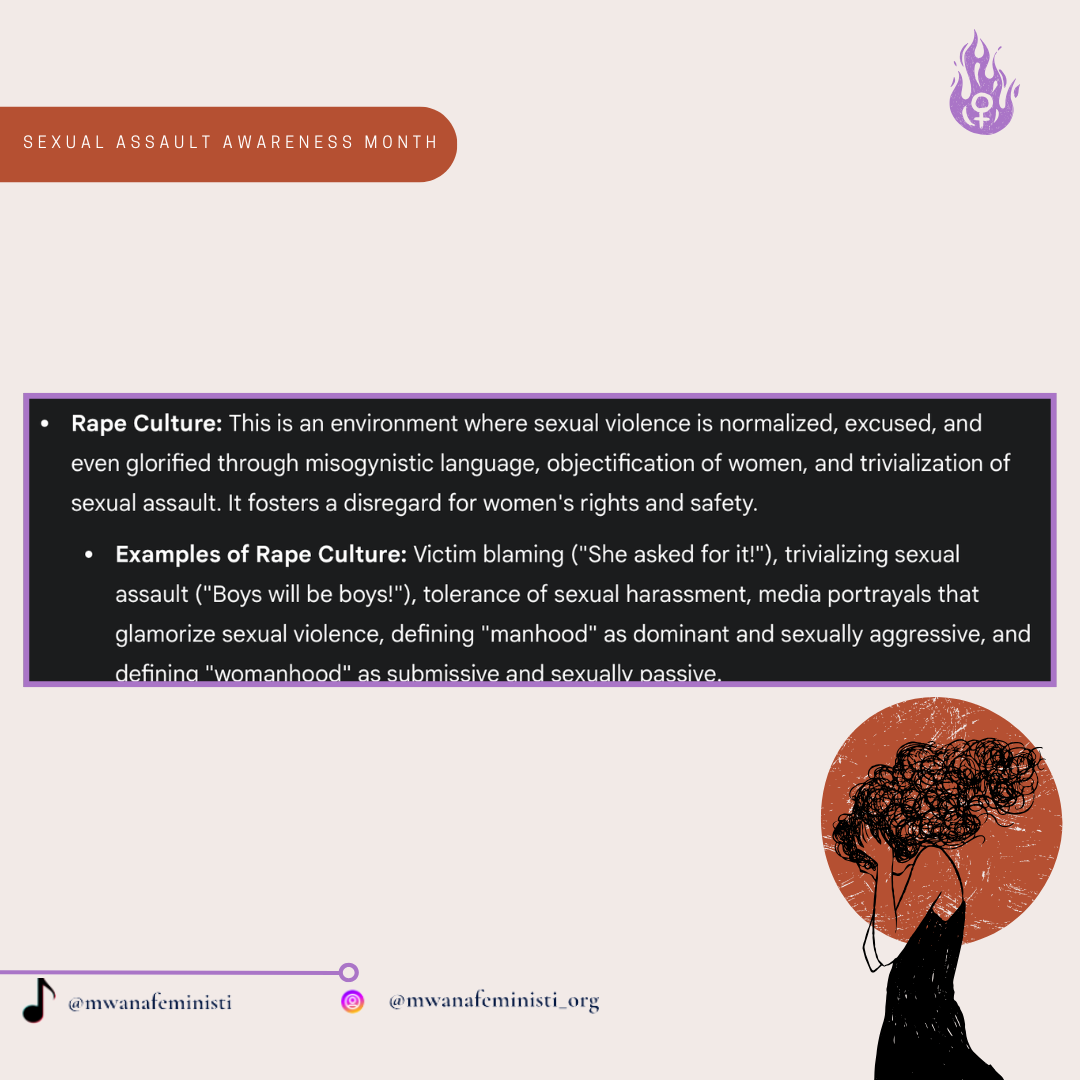 SEXUAL ASSAULT AWARENESS MONTH
• Rape Culture: This is an environment where sexual violence is normalized, excused, and
even glorified through misogynistic language, objectification of women, and trivialization of
sexual assault. It fosters a disregard for women's rights and safety.
• Examples of Rape Culture: Victim blaming ("She asked for it!"), trivializing sexual
assault ("Boys will be boys!"), tolerance of sexual harassment, media portrayals that
glamorize sexual violence, defining "manhood" as dominant and sexually aggressive, and
defining "womanhood" as submissive and sexually passive.
@mwanafeministi
@mwanafeministi_org